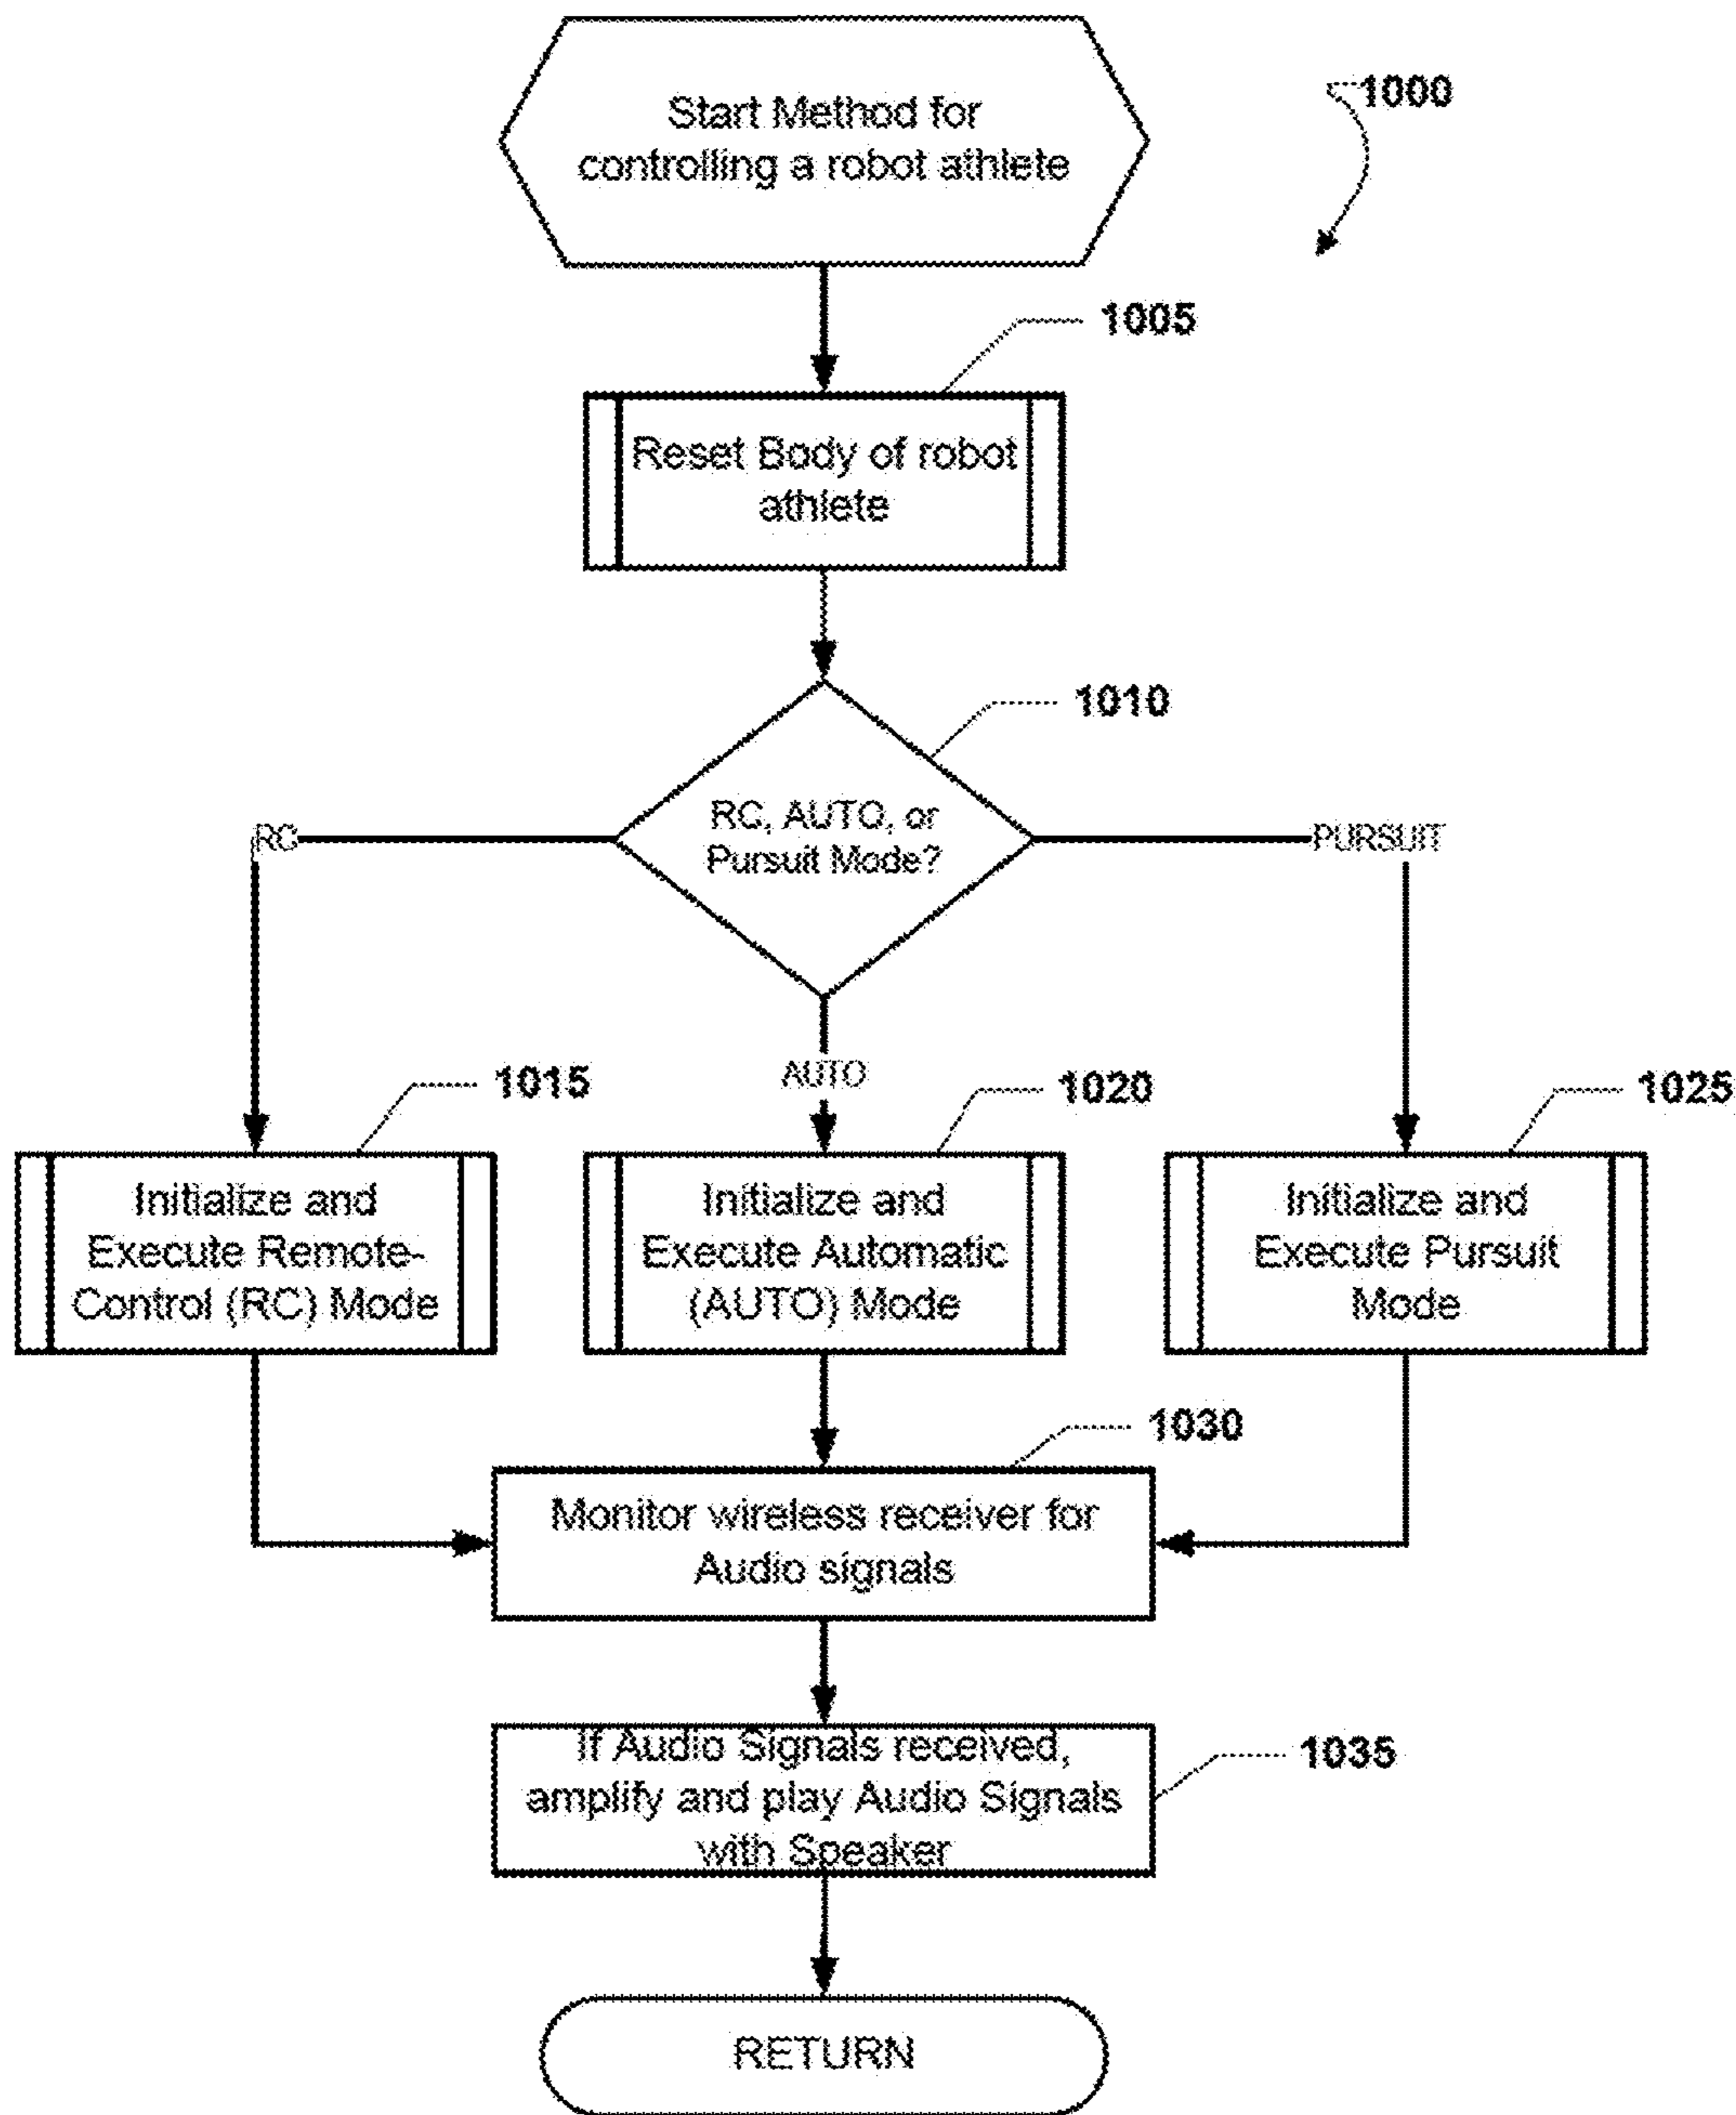 Start Method for
controlling a robot athlete
1000
1005
Reset Body of robot
athlete
1010
RC, AUTO, or
Pursuit Mode?
RC
PURSUIT
AUTO
1015
1020
1025
Initialize and
Execute Remote-
Control (RC) Mode
Initialize and
Execute Automatic
(AUTO) Mode
Initialize and
Execute Pursuit
Mode
1030
Monitor wireless receiver for
Audio signals
If Audio Signals received,
amplify and play Audio Signals
with Speaker
1035
RETURN